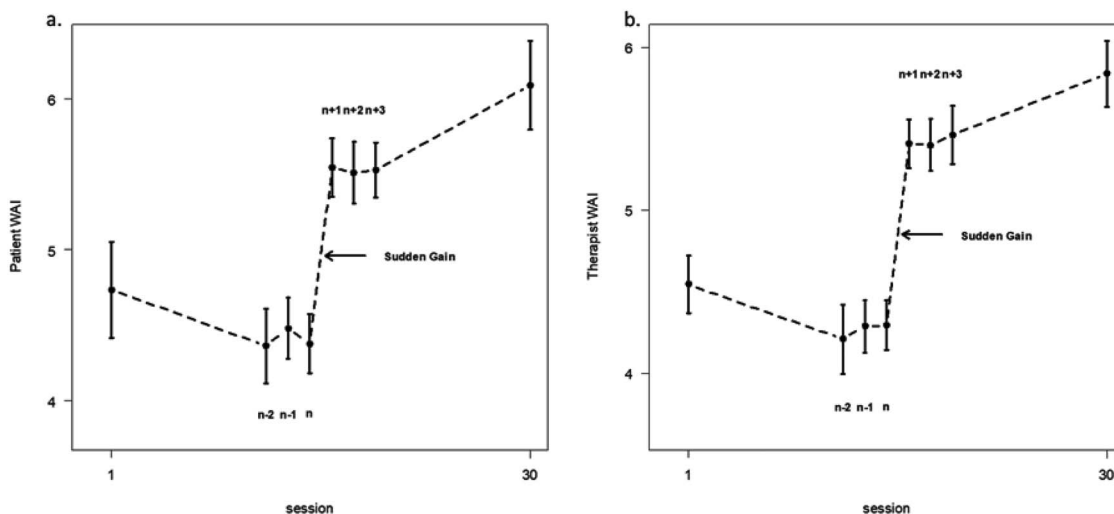 a.
6
5
4
Patient WAI
n+1 n+2 n+3
Sudden Gain
n-2 n-1 n
1 30
session
b.
6
5
4
Therapist WAI
n+1 n+2 n+3
Sudden Gain
n-2 n-1 n
1 30
session